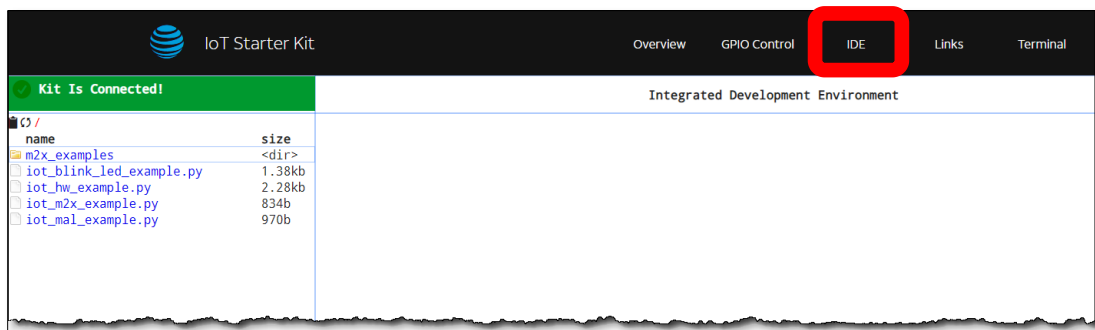 IoT Starter Kit Overview GPIO Control IDE Links Terminal
Kit Is Connected!
Integrated Development Environment
/
name size
m2x_examples <dir>
iot_blink_led_example.py 1.38kb
iot_hw_example.py 2.28kb
iot_m2x_example.py 834b
iot_mal_example.py 970b